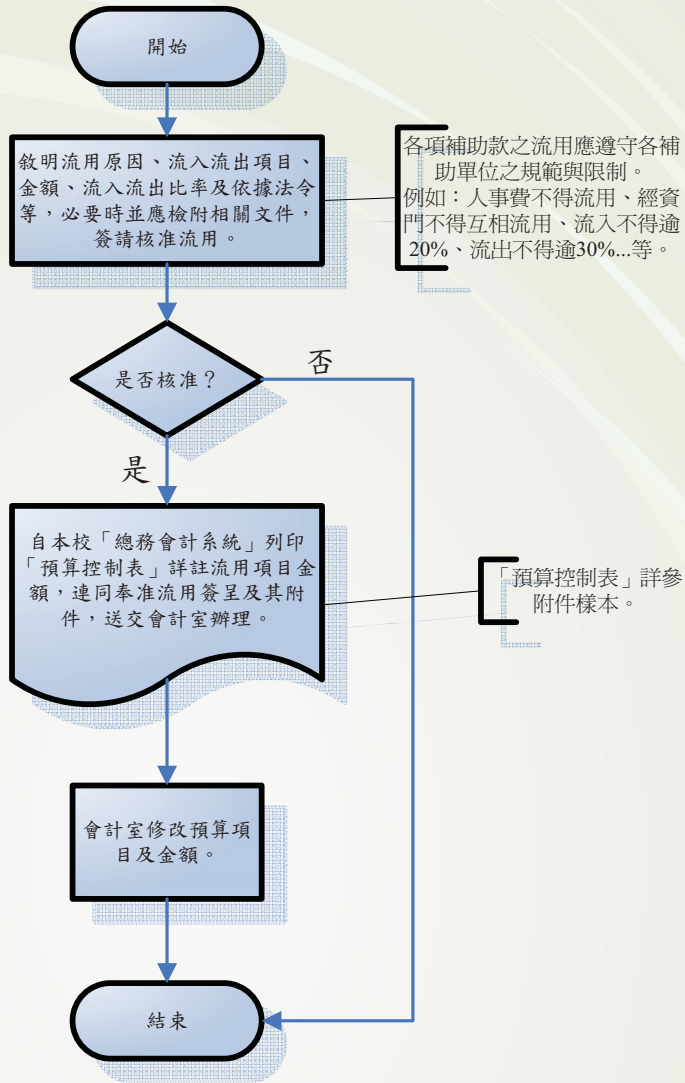 開始
敘明流用原因、流入流出項目、
金額、流入流出比率及依據法令
等，必要時並應檢附相關文件，
簽請核准流用。
各項補助款之流用應遵守各補
助單位之規範與限制。
例如：人事費不得流用、經資
門不得互相流用、流入不得逾
20%、流出不得逾30%...等。
是否核准？
否
是
自本校「總務會計系統」列印
「預算控制表」詳註流用項目金
額，連同奉准流用簽呈及其附
件，送交會計室辦理。
「預算控制表」詳參
附件樣本。
會計室修改預算項
目及金額。
結束